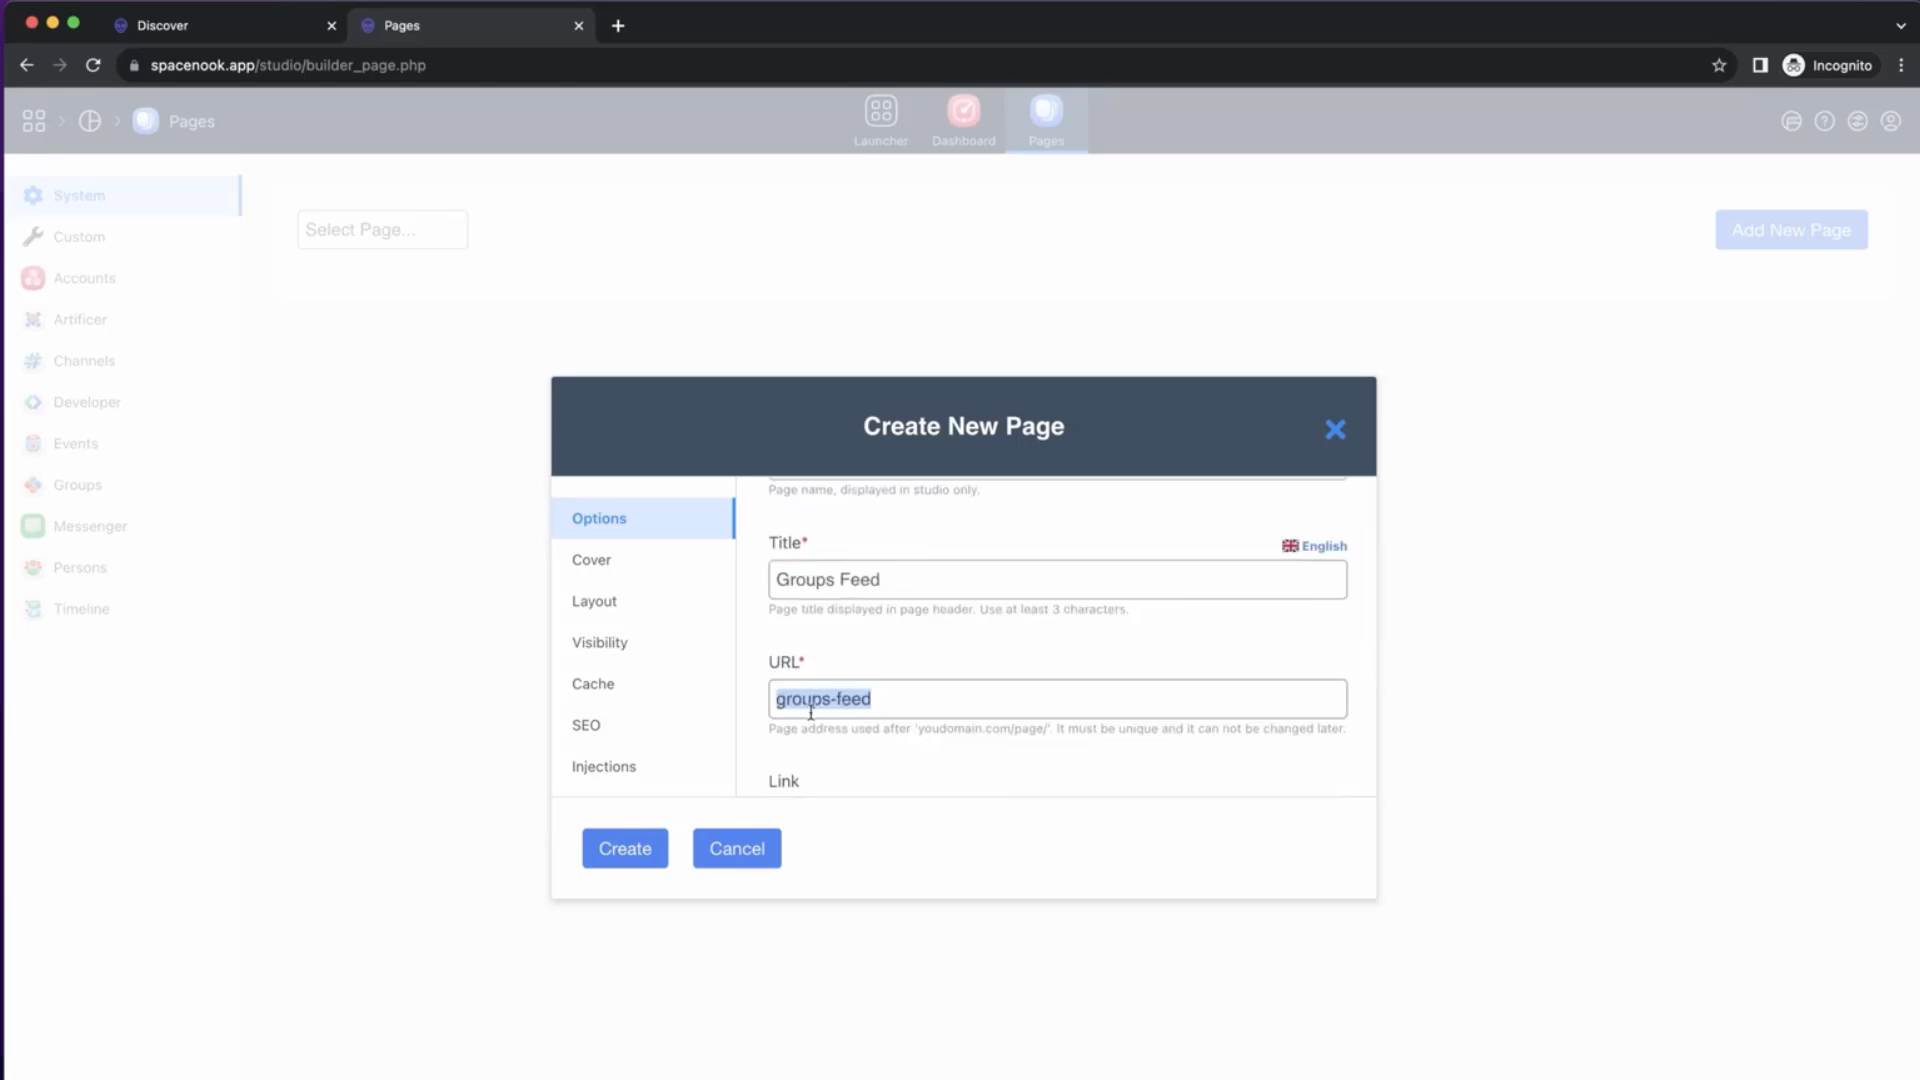 Discover
Pages
spacenook.app/studio/builder_page.php
Incognito
Pages
Launcher
Dashboard
Pages
System
Custom
Accounts
Artificer
Channels
Developer
Events
Groups
Messenger
Persons
Timeline
Select Page...
Add New Page
Create New Page
Options
Cover
Layout
Visibility
Cache
SEO
Injections
Page name, displayed in studio only.
Title*
English
Groups Feed
Page title displayed in page header. Use at least 3 characters.
URL*
groups-feed
Page address used after 'youdomain.com/page/'. It must be unique and it can not be changed later.
Link
Create
Cancel